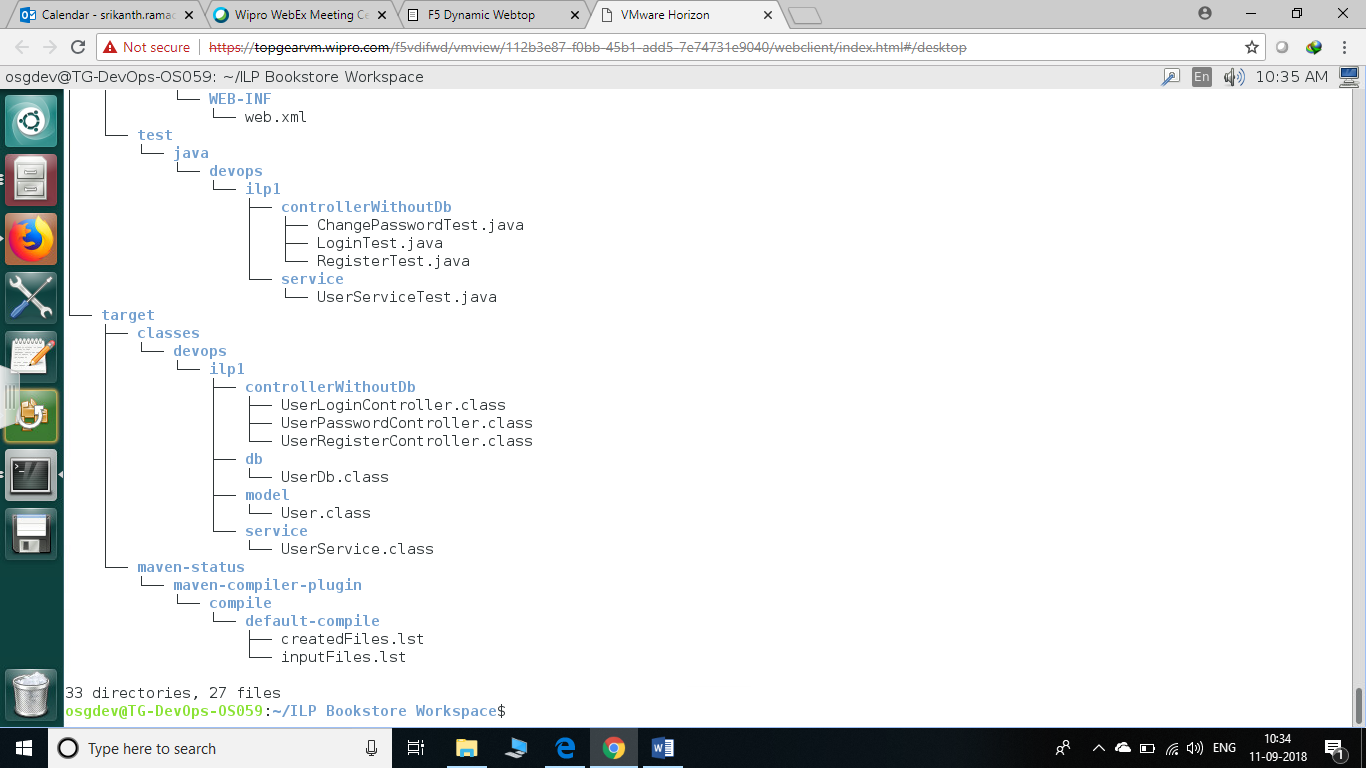 Calendar - srikanth.ramac
Wipro WebEx Meeting Ce
F5 Dynamic Webtop
VMware Horizon
Not secure
https://topgearvm.wipro.com/f5vdifwd/vmview/112b3e87-f0bb-45b1-add5-7e74731e9040/webclient/index.html#/desktop
osgdev@TG-DevOps-OS059: ~/ILP Bookstore Workspace
En
10:35 AM
WEB-INF
web.xml
test
java
devops
ilp1
controllerWithoutDb
ChangePasswordTest.java
LoginTest.java
RegisterTest.java
service
UserServiceTest.java
target
classes
devops
ilp1
controllerWithoutDb
UserLoginController.class
UserPasswordController.class
UserRegisterController.class
db
UserDb.class
model
User.class
service
UserService.class
maven-status
maven-compiler-plugin
compile
default-compile
createdFiles.lst
inputFiles.lst
33 directories, 27 files
osgdev@TG-DevOps-OS059:~/ILP Bookstore Workspace$
Type here to search
ENG
10:34
11-09-2018
1